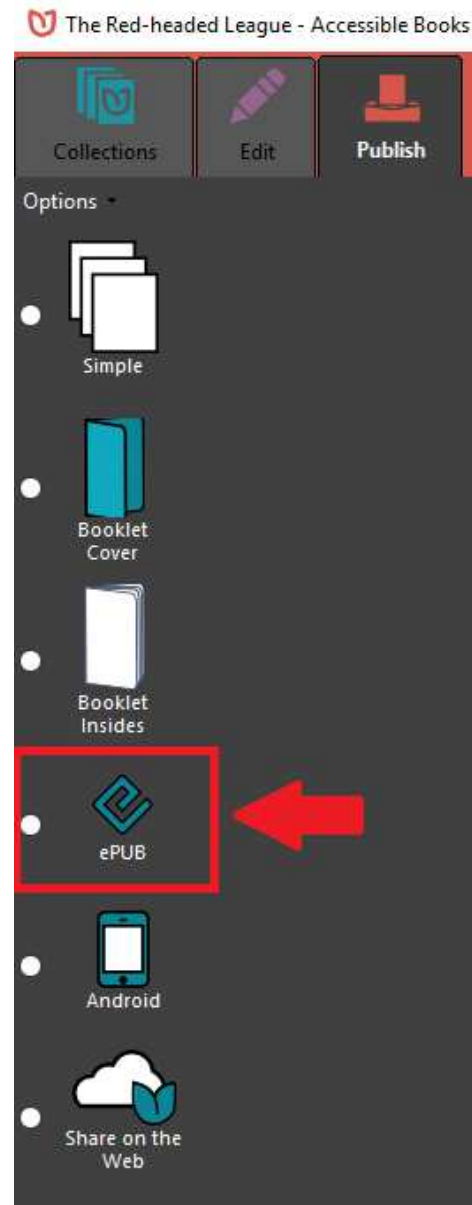 The Red-headed League - Accessible Books
Collections
Edit
Publish
Options
Simple
Booklet
Cover
Booklet
Insides
ePUB
Android
Share on the
Web